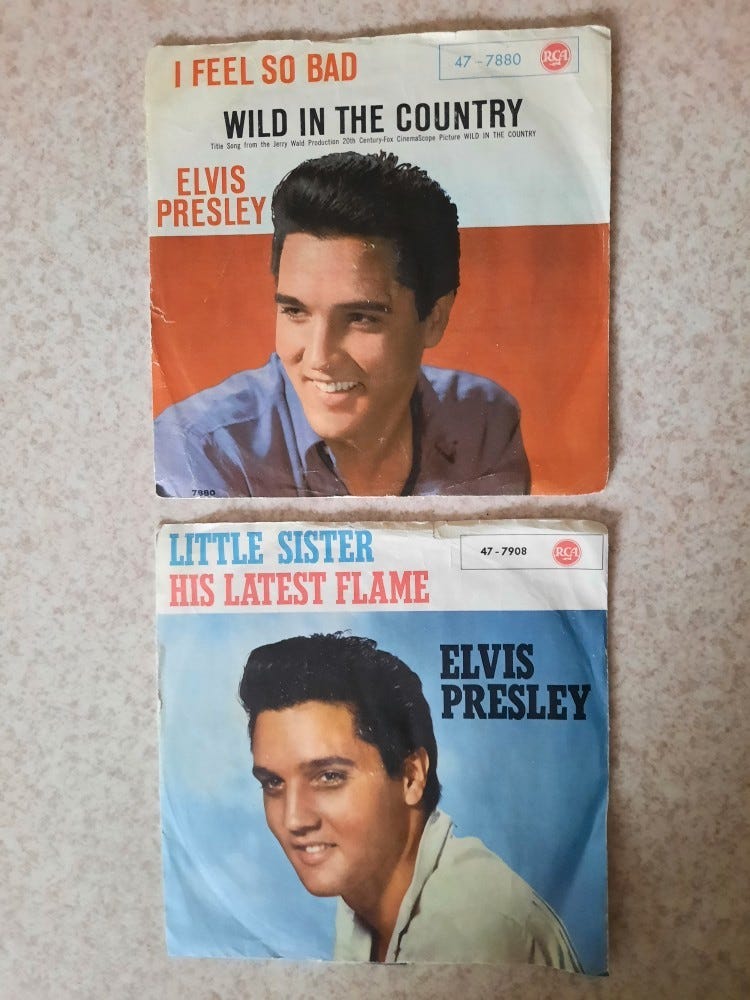 I FEEL SO BAD
47-7880 RCA
WILD IN THE COUNTRY
Title Song from the Jerry Wald Production 20th Century-Fox CinemaScope Picture WILD IN THE COUNTRY
ELVIS
PRESLEY
7880
LITTLE SISTER
47-7908 RCA
HIS LATEST FLAME
ELVIS
PRESLEY